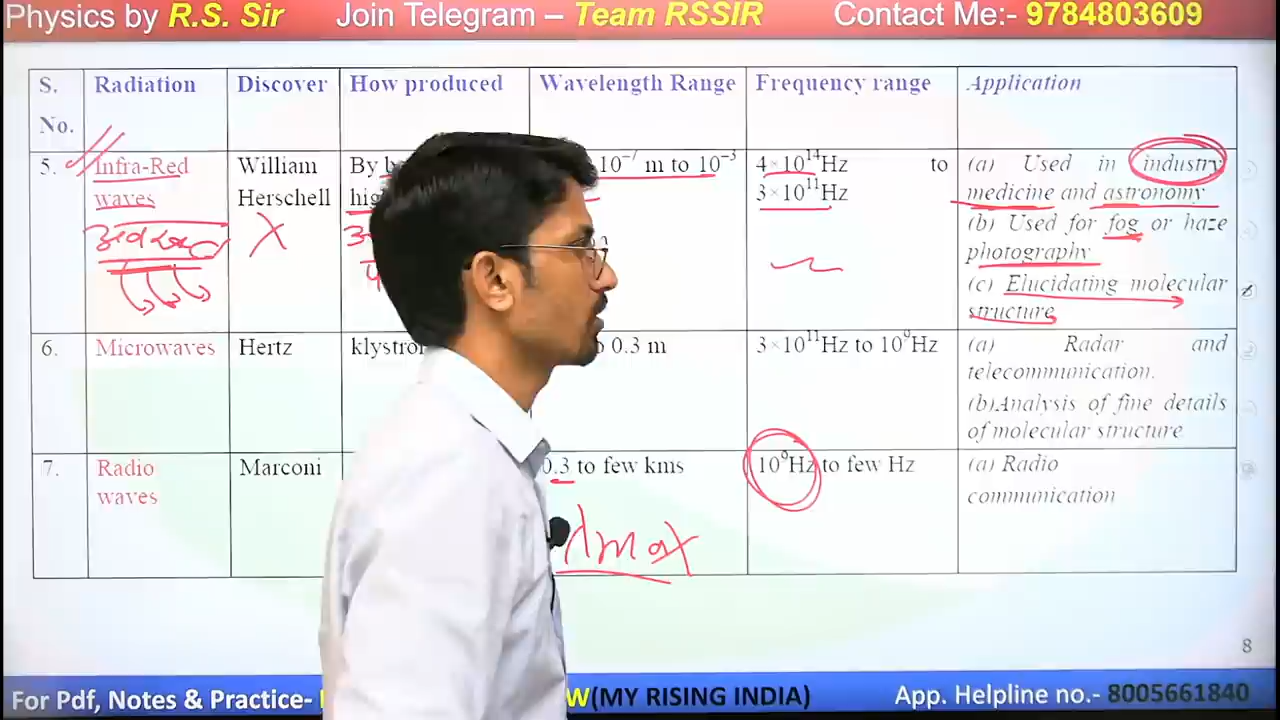 Physics by R.S. Sir Join Telegram – Team RSSIR Contact Me:- 9784803609
S. No.
Radiation
Discover
How produced
Wavelength Range
Frequency range
Application
5.
Infra-Red
waves
अवरक्त
William
Herschell
X
By
10⁻⁷ m to 10⁻³
4×10¹⁴Hz to
3×10¹¹Hz
(a) Used in industry
medicine and astronomy
(b) Used for fog or haze
photography
(c) Elucidating molecular
structure
6.
Microwaves
Hertz
0.3 m
3×10¹¹Hz to 10⁹Hz
(a) Radar and
telecommunication.
(b)Analysis of fine details
of molecular structure
7.
Radio
waves
Marconi
0.3 to few kms
λmax
10⁹Hz to few Hz
(a) Radio
communication
8
For Pdf, Notes & Practice- W(MY RISING INDIA) App. Helpline no.- 8005661840